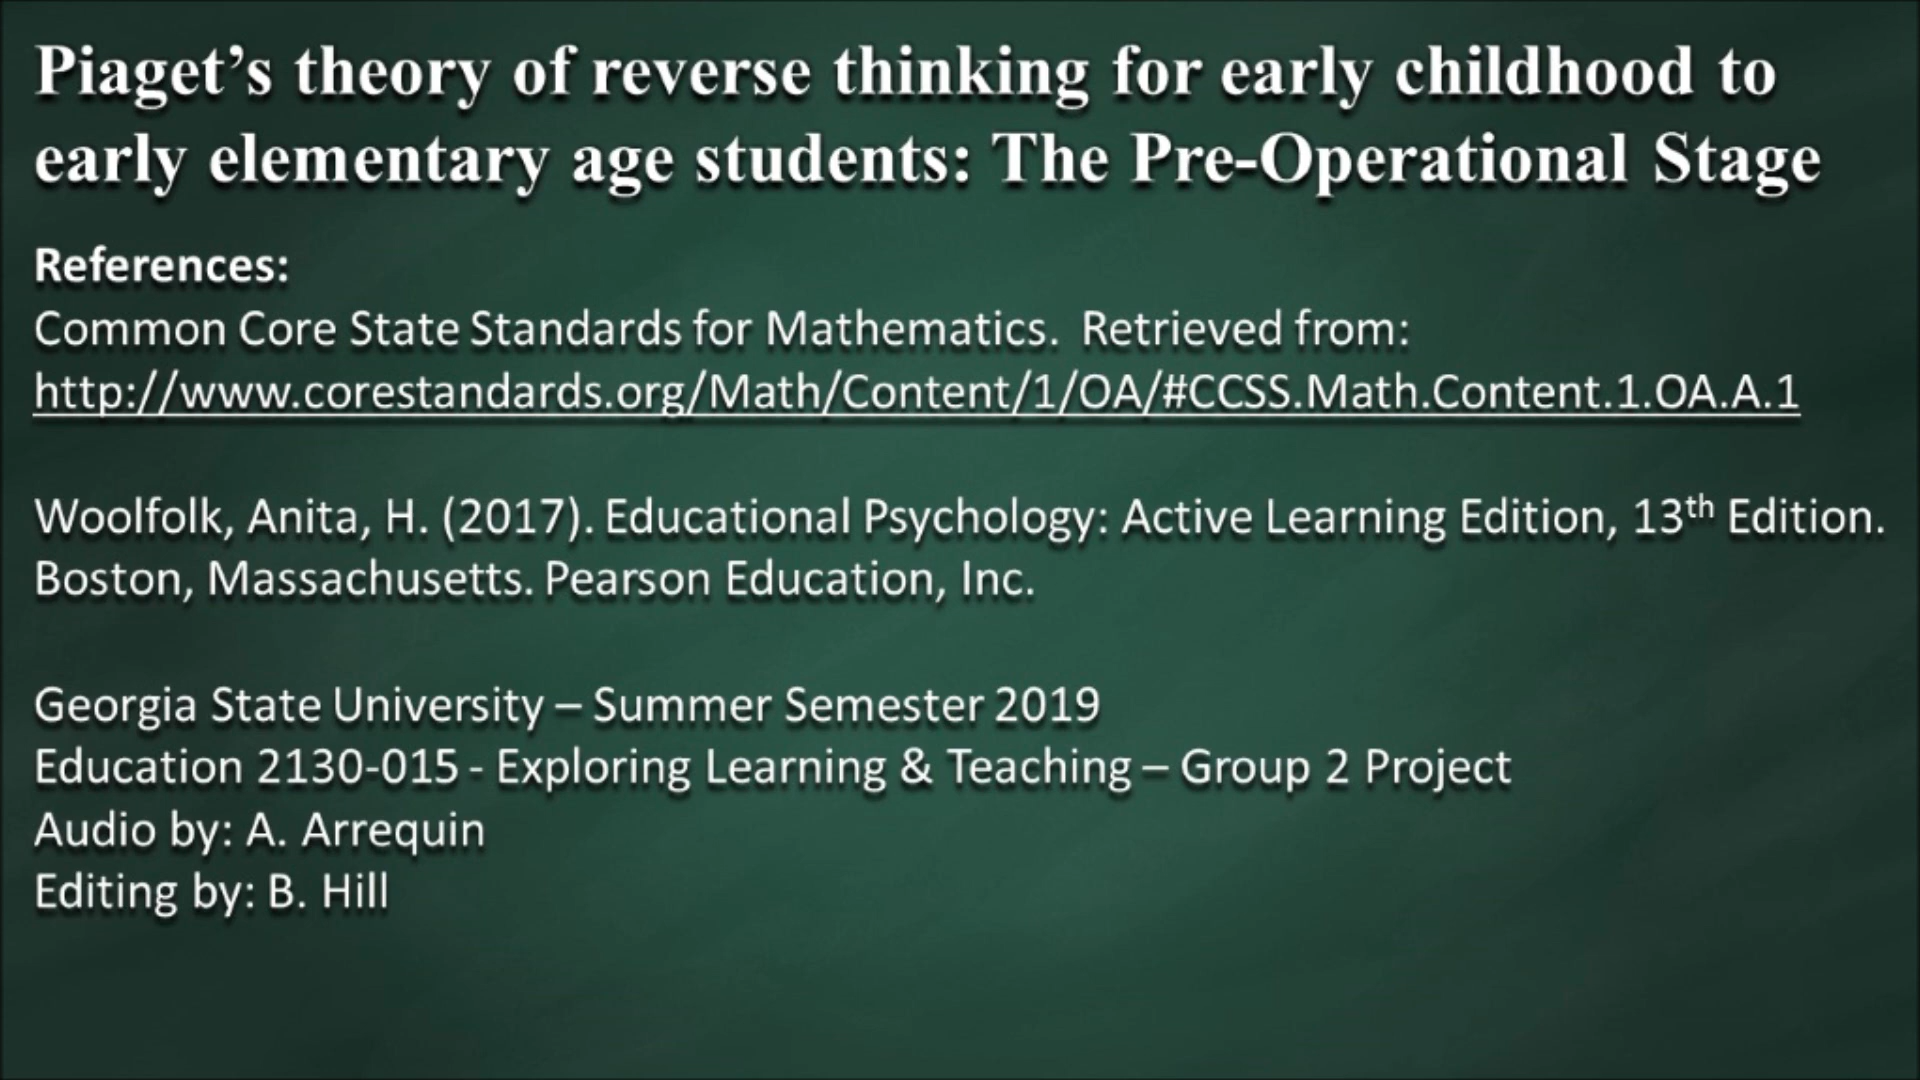 Piaget’s theory of reverse thinking for early childhood to
early elementary age students: The Pre-Operational Stage
References:
Common Core State Standards for Mathematics.  Retrieved from:
http://www.corestandards.org/Math/Content/1/OA/#CCSS.Math.Content.1.OA.A.1
Woolfolk, Anita, H. (2017). Educational Psychology: Active Learning Edition, 13th Edition.
Boston, Massachusetts. Pearson Education, Inc.
Georgia State University – Summer Semester 2019
Education 2130-015 - Exploring Learning & Teaching – Group 2 Project
Audio by: A. Arrequin
Editing by: B. Hill